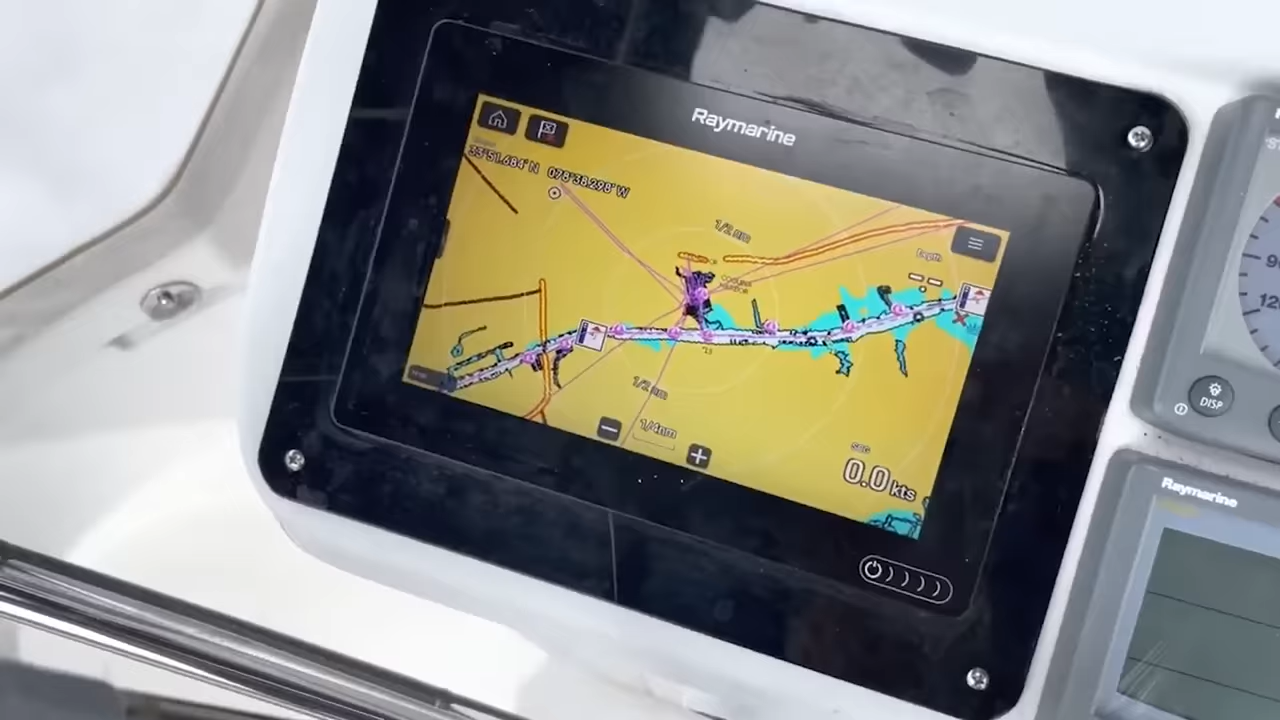 Raymarine
33°51.684' N 078°38.298' W
1/2 nm
Depth
1/2 nm
1/4nm
SOG
0.0 kts
DISP
Raymarine